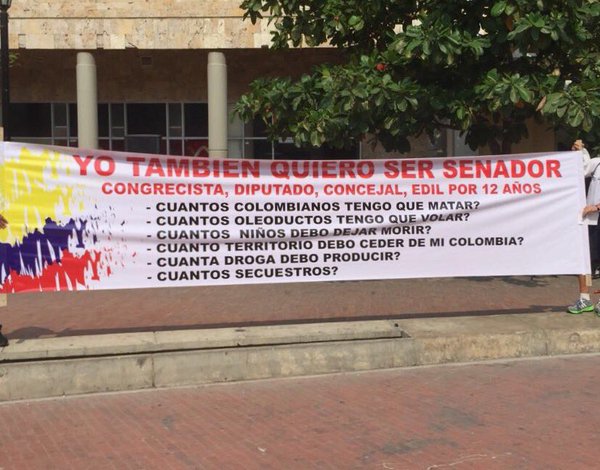 YO TAMBIEN QUIERO SER SENADOR
CONGRECISTA, DIPUTADO, CONCEJAL, EDIL POR 12 AÑOS
- CUANTOS COLOMBIANOS TENGO QUE MATAR?
- CUANTOS OLEODUCTOS TENGO QUE VOLAR?
- CUANTOS NIÑOS DEBO DEJAR MORIR?
- CUANTO TERRITORIO DEBO CEDER DE MI COLOMBIA?
- CUANTA DROGA DEBO PRODUCIR?
- CUANTOS SECUESTROS?